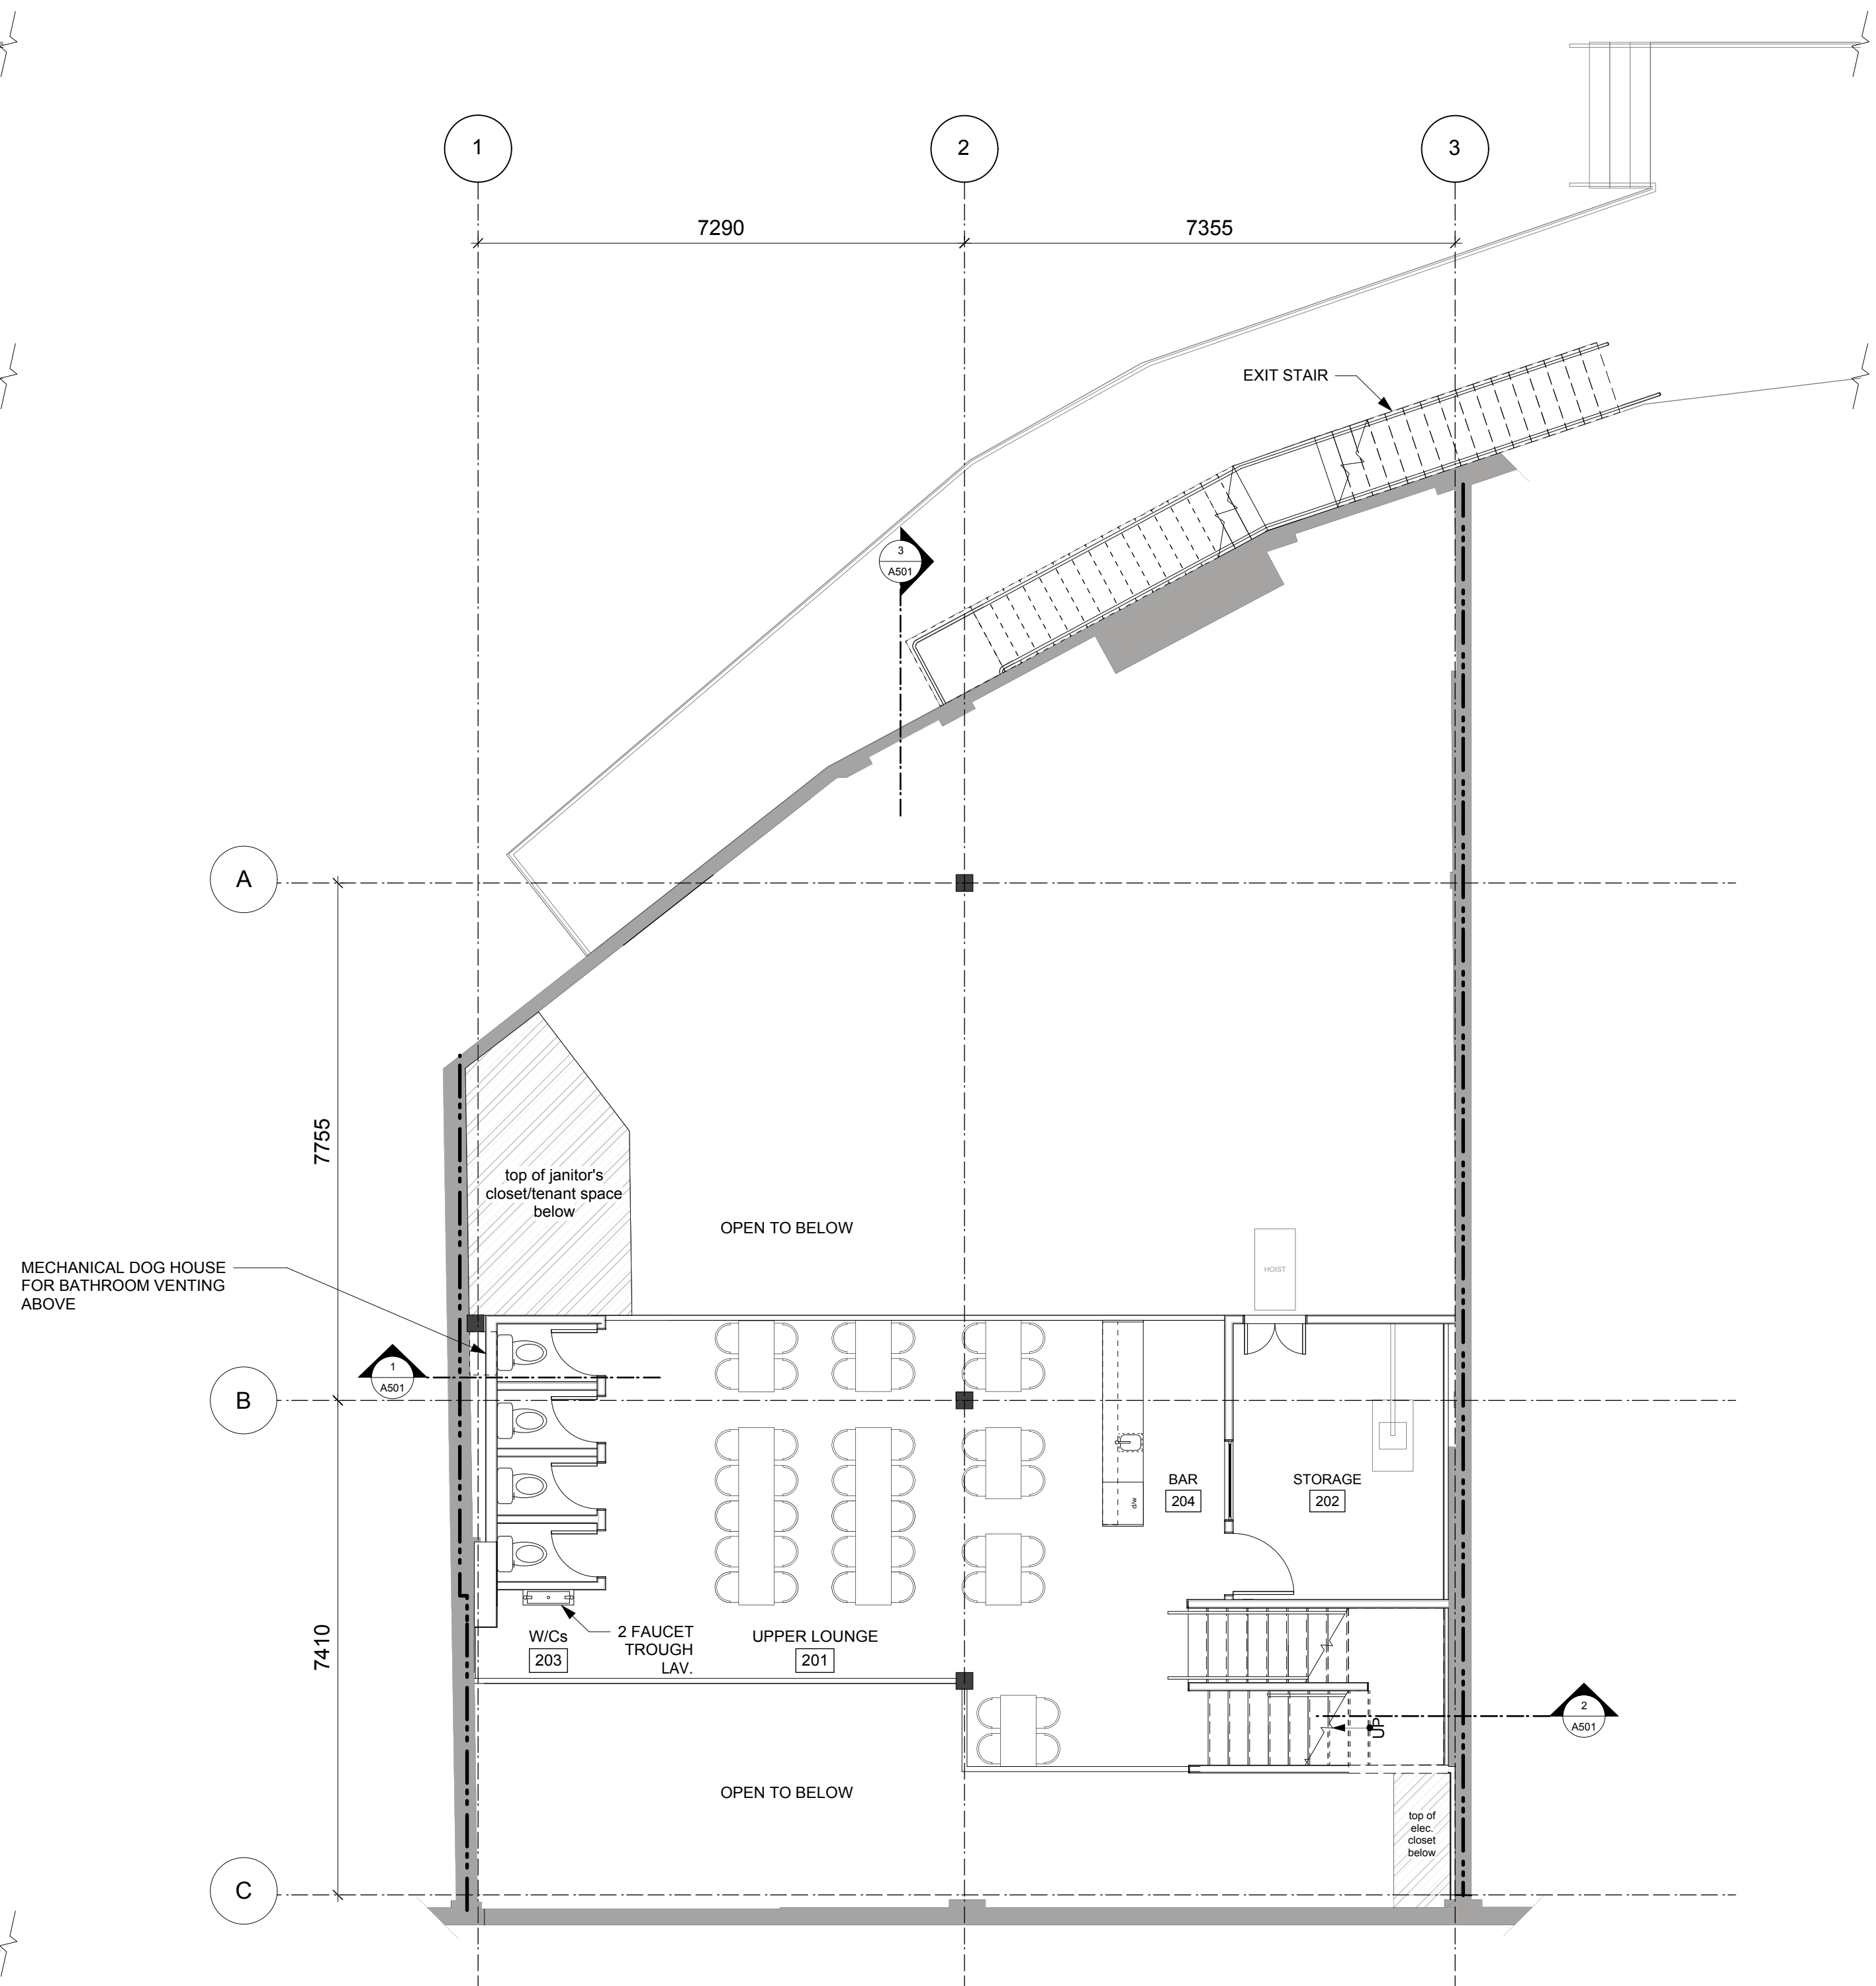 1
2
3
7290
7355
EXIT STAIR
3
A501
A
7755
top of janitor's
closet/tenant space
below
OPEN TO BELOW
MECHANICAL DOG HOUSE
FOR BATHROOM VENTING
ABOVE
HOIST
1
A501
B
BAR
204
STORAGE
202
d/w
7410
W/Cs
203
2 FAUCET
TROUGH
LAV.
UPPER LOUNGE
201
UP
2
A501
OPEN TO BELOW
top of
elec.
closet
below
C